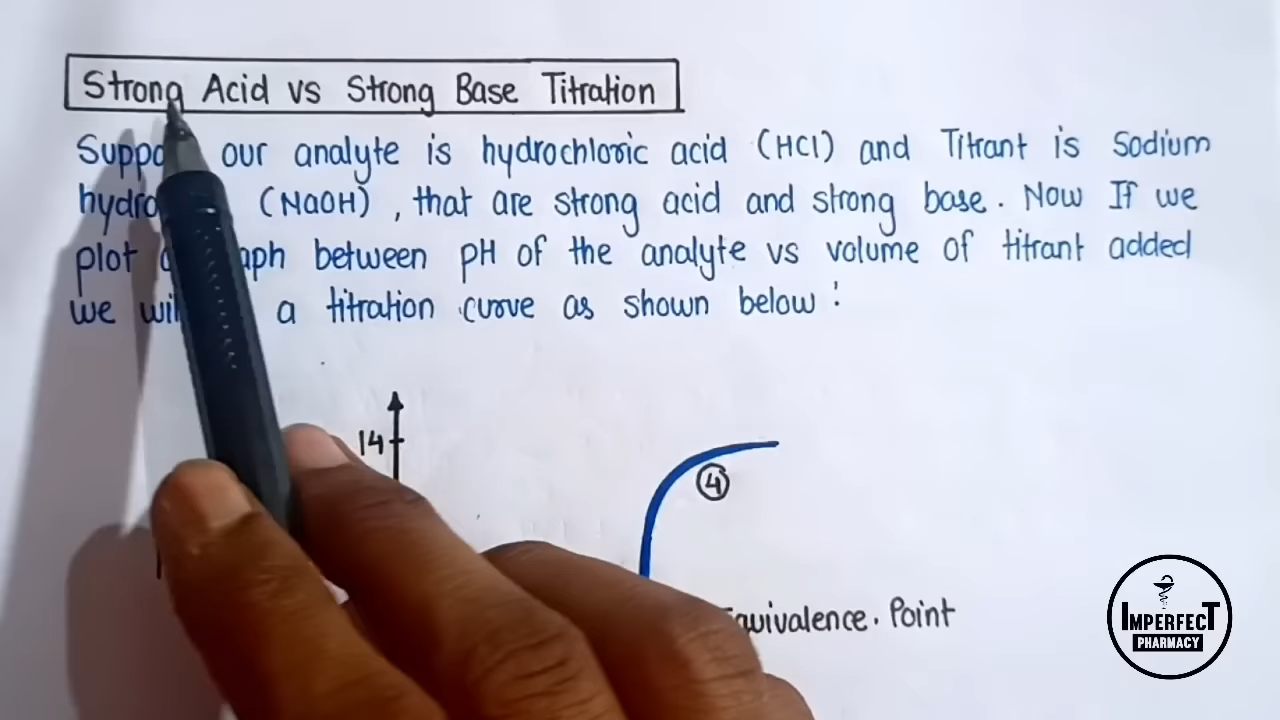 Strong Acid vs Strong Base Titration
our analyte is hydrochloric acid (HCl) and Titrant is Sodium
(NaOH), that are strong acid and strong base. Now If we
plot between pH of the analyte vs volume of titrant added
we a titration curve as shown below :
14
4
Point
IMPERFECT
PHARMACY